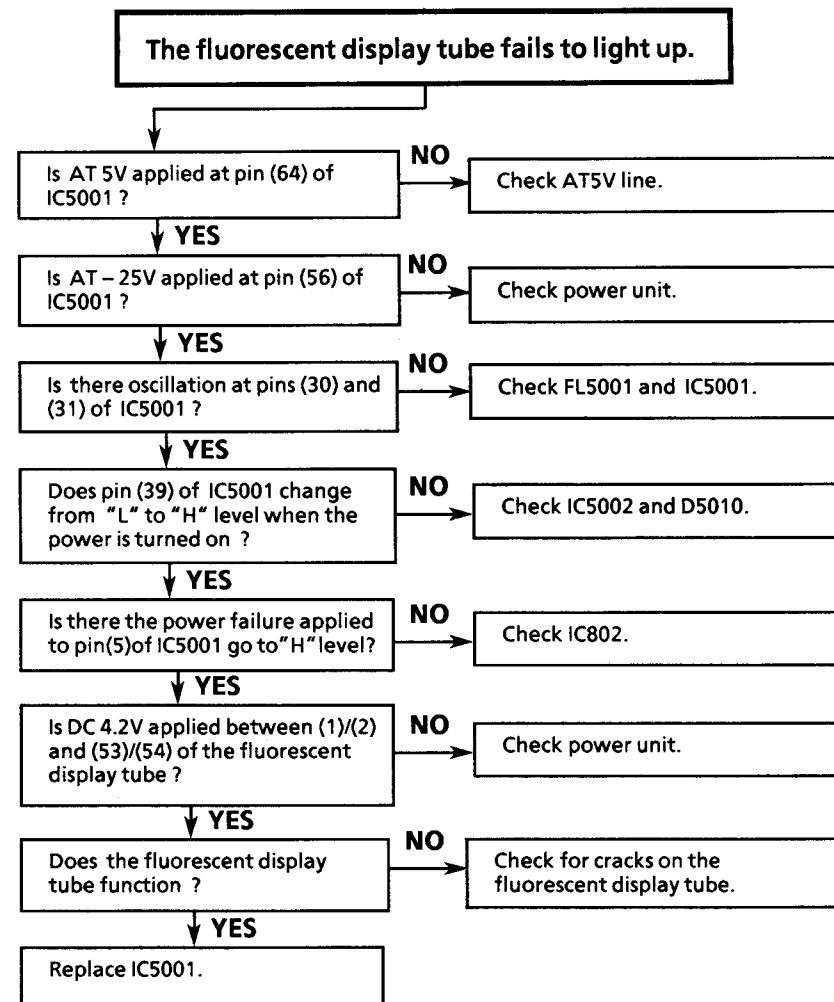 The fluorescent display tube fails to light up.
Is AT 5V applied at pin (64) of
IC5001 ?
NO
Check AT5V line.
YES
Is AT – 25V applied at pin (56) of
IC5001 ?
NO
Check power unit.
YES
Is there oscillation at pins (30) and
(31) of IC5001 ?
NO
Check FL5001 and IC5001.
YES
Does pin (39) of IC5001 change
from "L" to "H" level when the
power is turned on ?
NO
Check IC5002 and D5010.
YES
Is there the power failure applied
to pin(5)of IC5001 go to"H"level?
NO
Check IC802.
YES
Is DC 4.2V applied between (1)/(2)
and (53)/(54) of the fluorescent
display tube ?
NO
Check power unit.
YES
Does the fluorescent display
tube function ?
NO
Check for cracks on the
fluorescent display tube.
YES
Replace IC5001.